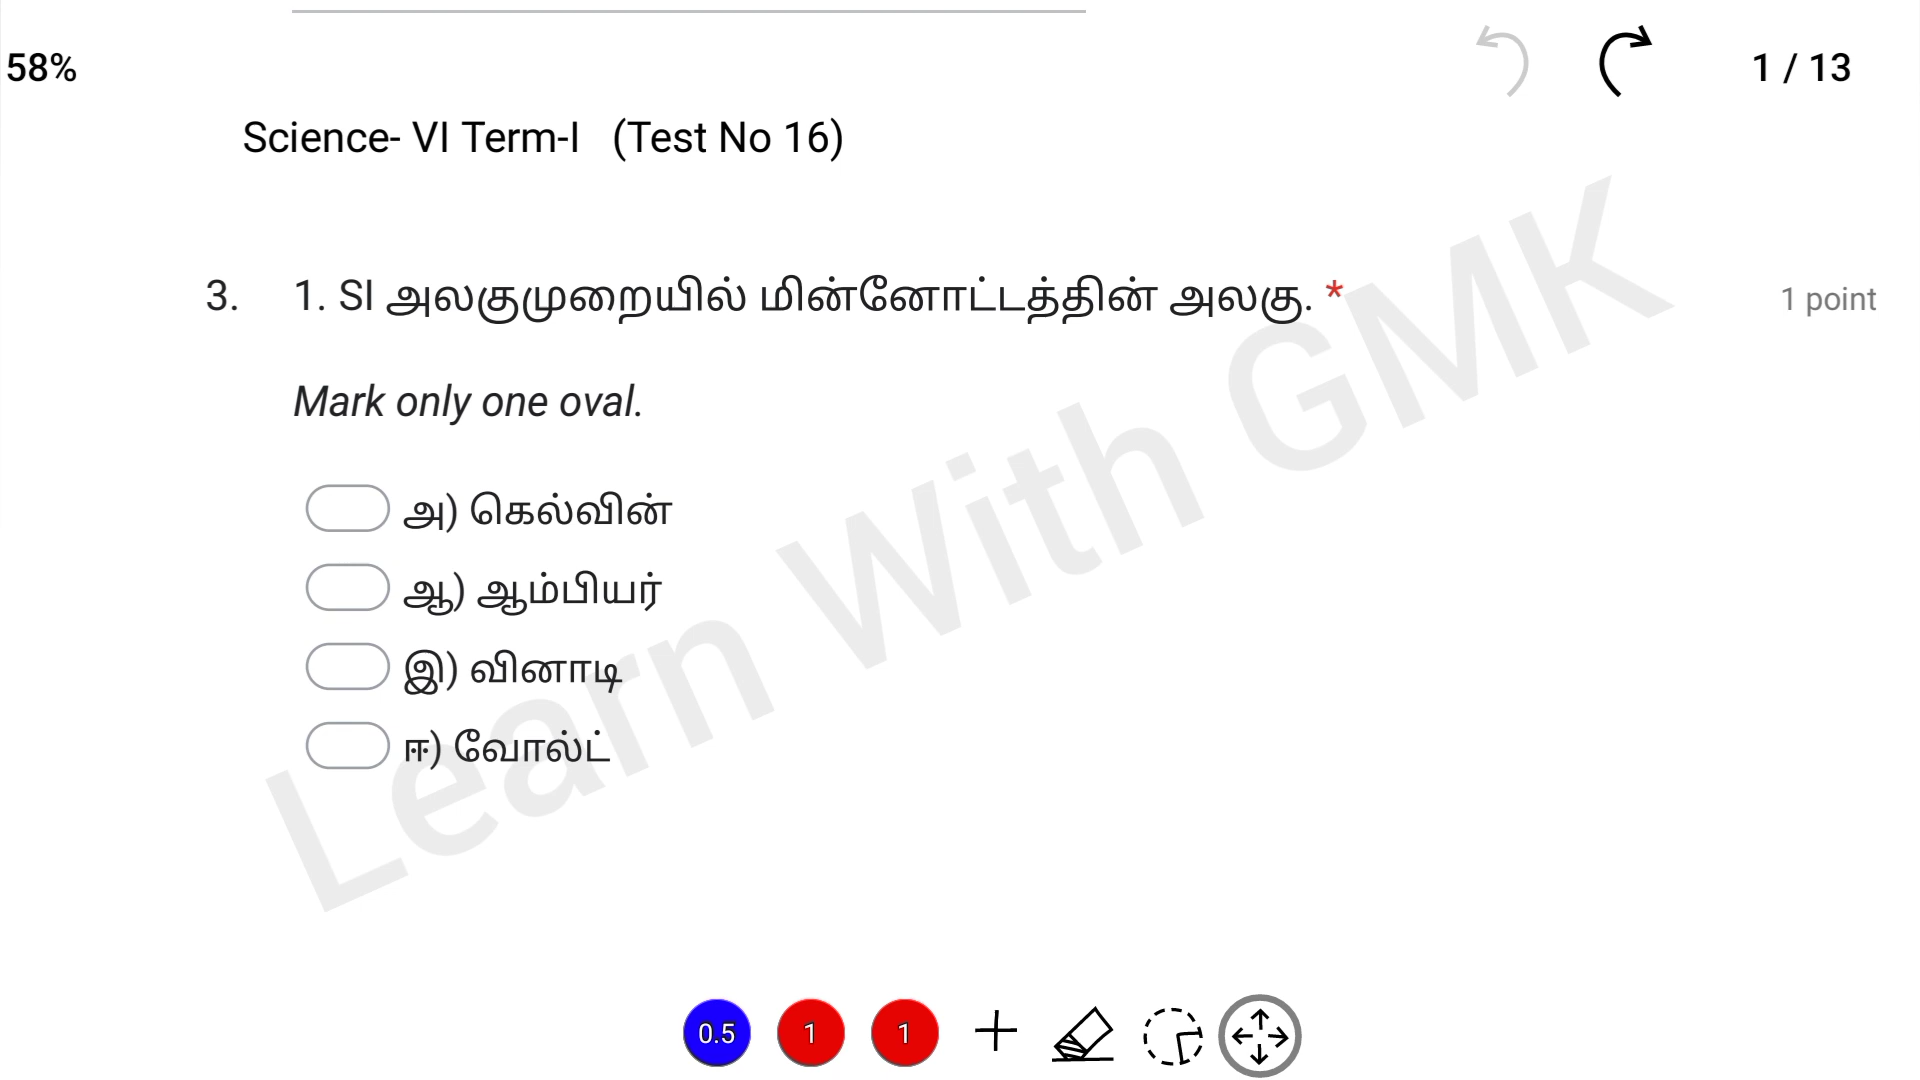 58%
1 / 13
Science- VI Term-I (Test No 16)
3. 1. SI அலகுமுறையில் மின்னோட்டத்தின் அலகு. *
1 point
Mark only one oval.
அ) கெல்வின்
ஆ) ஆம்பியர்
இ) வினாடி
ஈ) வோல்ட்
Learn With GMK
0.5 1 1